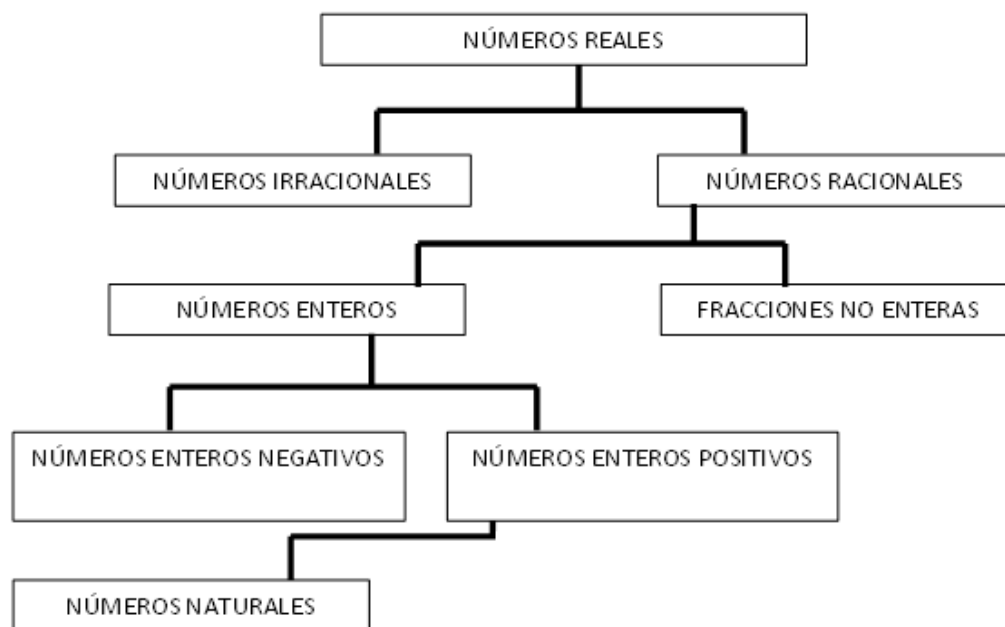 NÚMEROS REALES
NÚMEROS IRRACIONALES
NÚMEROS RACIONALES
NÚMEROS ENTEROS
FRACCIONES NO ENTERAS
NÚMEROS ENTEROS NEGATIVOS
NÚMEROS ENTEROS POSITIVOS
NÚMEROS NATURALES